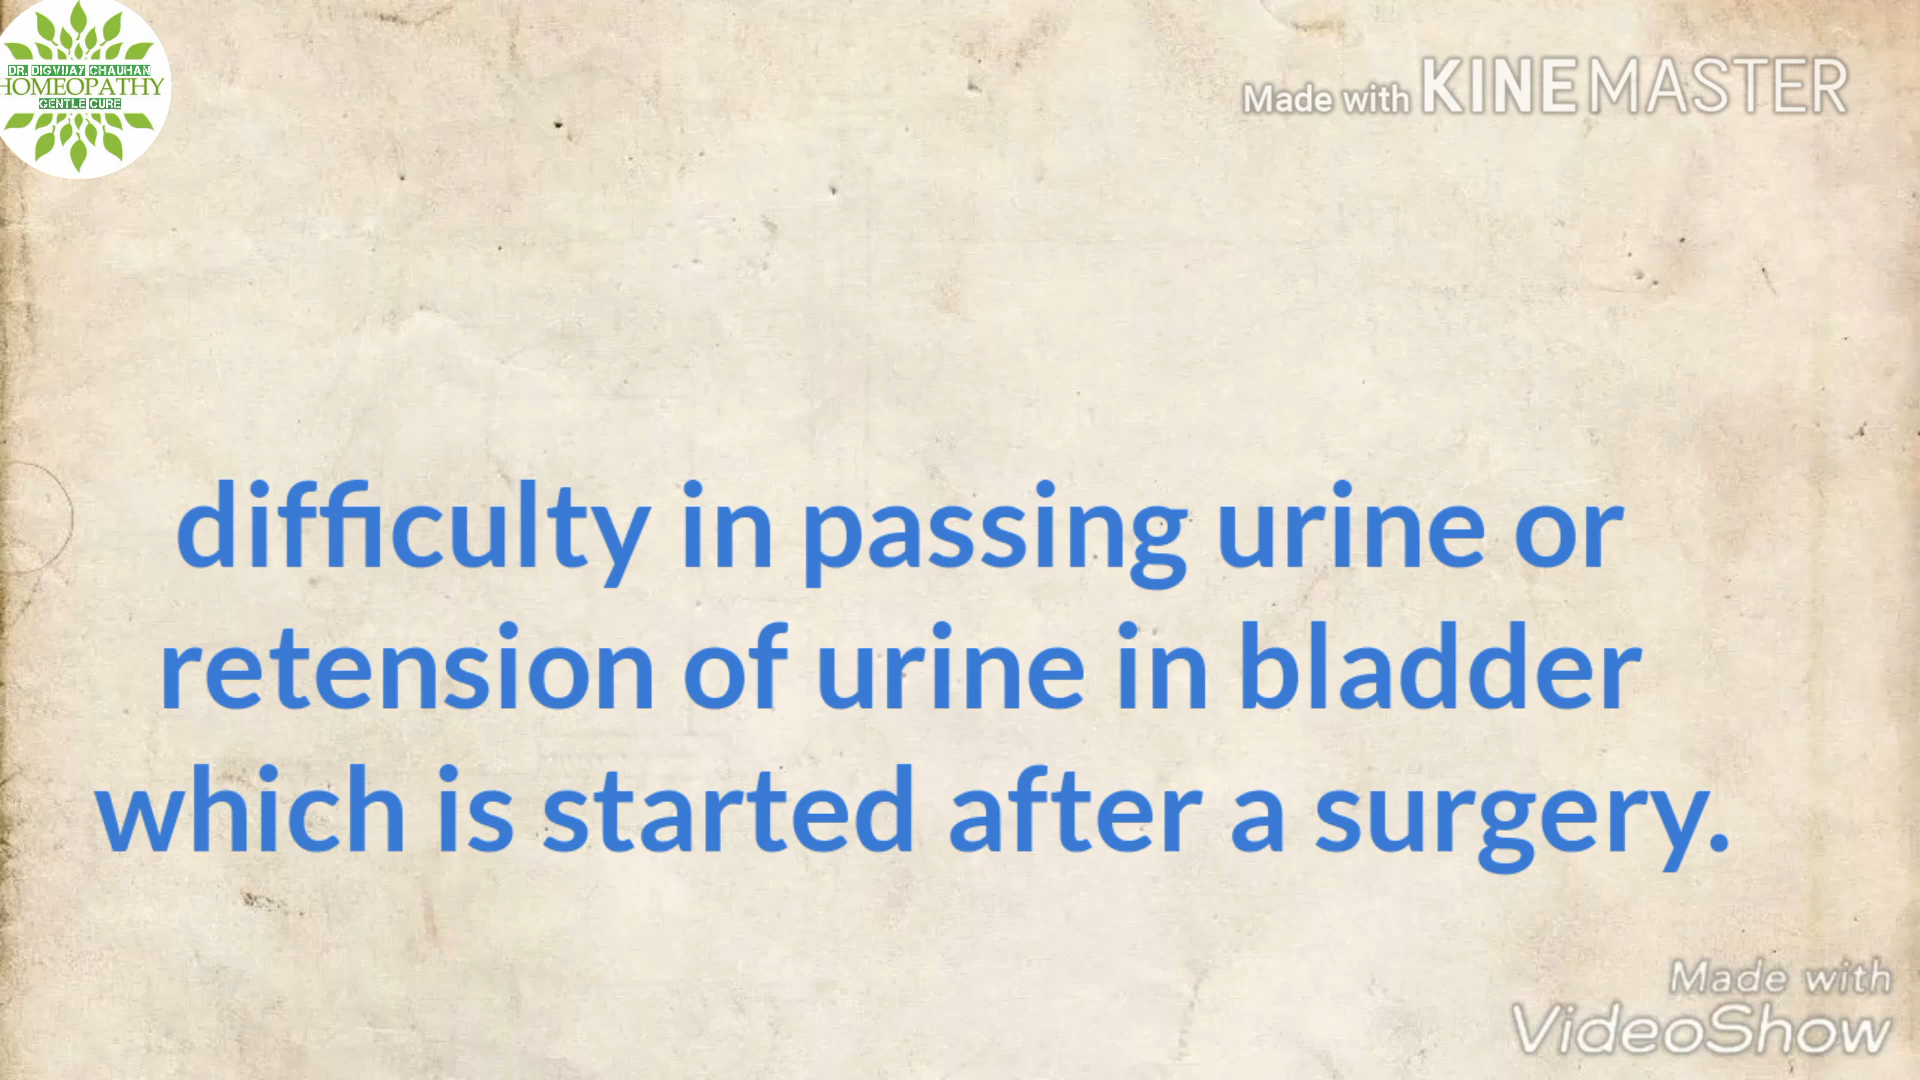 DR. DIGVIJAY CHAUHAN
HOMEOPATHY
GENTLE CURE
Made with KINEMASTER
difficulty in passing urine or
retension of urine in bladder
which is started after a surgery.
Made with
VideoShow